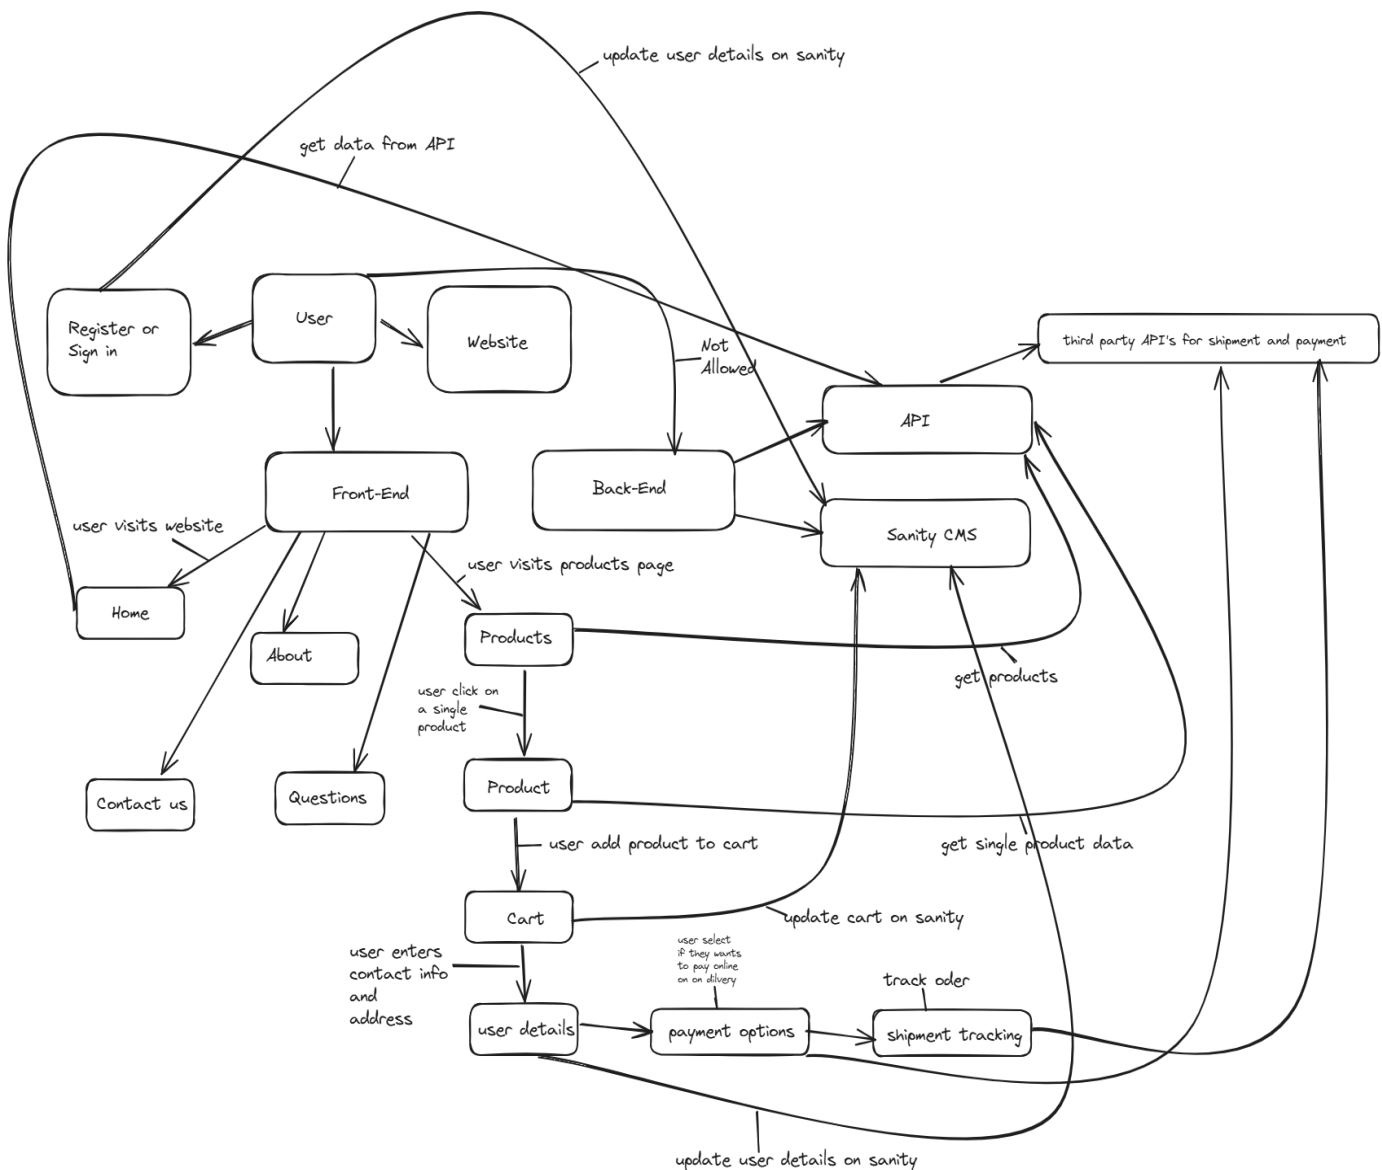 update user details on sanity
get data from API
Register or
Sign in
User
Website
Not
Allowed
third party API's for shipment and payment
API
Front-End
Back-End
Sanity CMS
user visits website
user visits products page
Home
About
Products
get products
user click on
a single
product
Contact us
Questions
Product
user add product to cart
get single product data
Cart
update cart on sanity
user enters
contact info
and
address
user select
if they wants
to pay online
on on dilvery
track oder
user details
payment options
shipment tracking
update user details on sanity